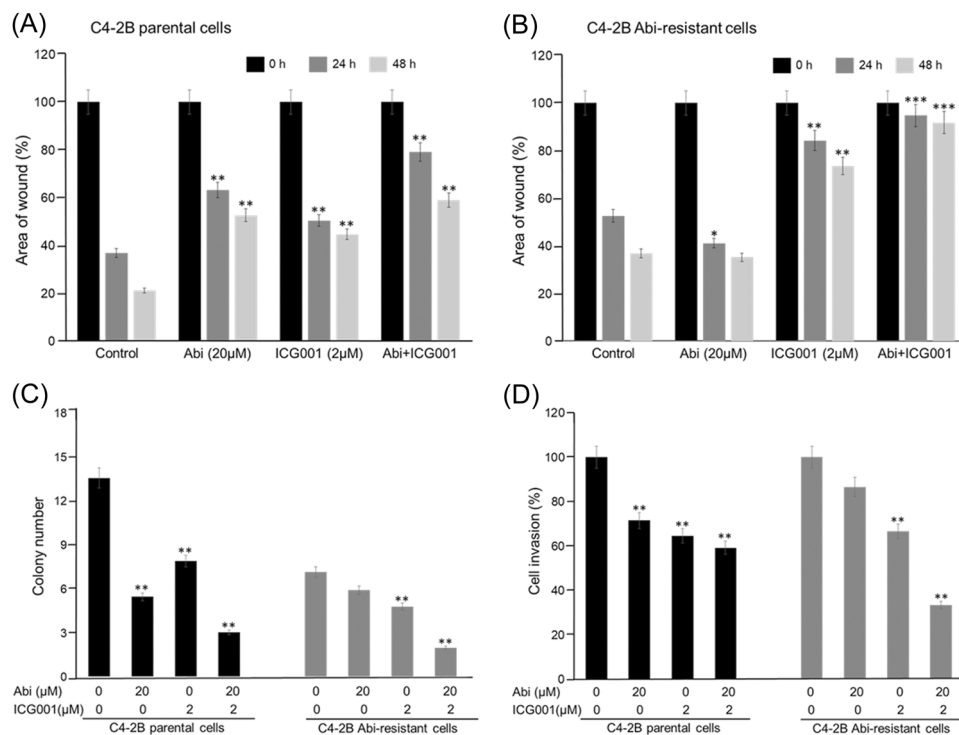 (A)
C4-2B parental cells
0 h 24 h 48 h
Area of wound (%)
120
100
80
60
40
20
0
** ** ** ** ** **
Control Abi (20μM) ICG001 (2μM) Abi+ICG001
(B)
C4-2B Abi-resistant cells
0 h 24 h 48 h
Area of wound (%)
120
100
80
60
40
20
0
* ** ** *** ***
Control Abi (20μM) ICG001 (2μM) Abi+ICG001
(C)
Colony number
18
15
12
9
6
3
0
** ** ** ** **
Abi (μM) 0 20 0 20 0 20 0 20
ICG001(μM) 0 0 2 2 0 0 2 2
C4-2B parental cells C4-2B Abi-resistant cells
(D)
Cell invasion (%)
120
100
80
60
40
20
0
** ** ** ** **
Abi (μM) 0 20 0 20 0 20 0 20
ICG001(μM) 0 0 2 2 0 0 2 2
C4-2B parental cells C4-2B Abi-resistant cells